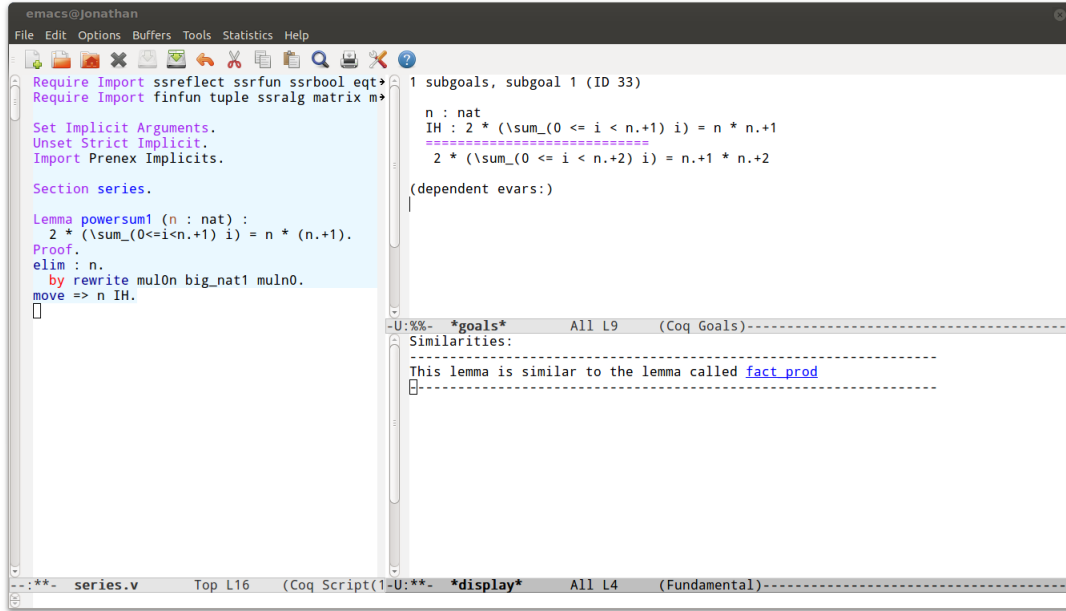 emacs@Jonathan
File Edit Options Buffers Tools Statistics Help
Require Import ssreflect ssrfun ssrbool eqt
Require Import finfun tuple ssralg matrix m
Set Implicit Arguments.
Unset Strict Implicit.
Import Prenex Implicits.
Section series.
Lemma powersum1 (n : nat) :
2 * (\sum_(0<=i<n.+1) i) = n * (n.+1).
Proof.
elim : n.
by rewrite mul0n big_nat1 muln0.
move => n IH.
--:**- series.v Top L16 (Coq Script(1
1 subgoals, subgoal 1 (ID 33)
n : nat
IH : 2 * (\sum_(0 <= i < n.+1) i) = n * n.+1
============================
2 * (\sum_(0 <= i < n.+2) i) = n.+1 * n.+2
(dependent evars:)
-U:%%- *goals* All L9 (Coq Goals)----------------------------------------
Similarities:
------------------------------------------------------------------
This lemma is similar to the lemma called fact_prod
------------------------------------------------------------------
-U:**- *display* All L4 (Fundamental)--------------------------------------